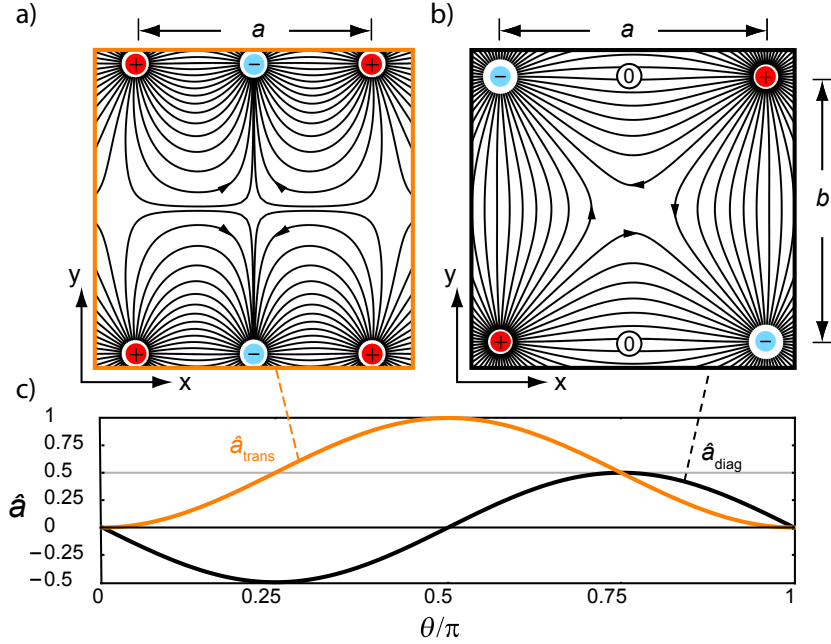 a) a b) a
+ − + − 0 +
b
+ − + + 0 −
y y
x x
c)
1
0.75
0.5
0.25
0
−0.25
−0.5
â
âtrans
âdiag
0 0.25 0.5 0.75 1
θ/π